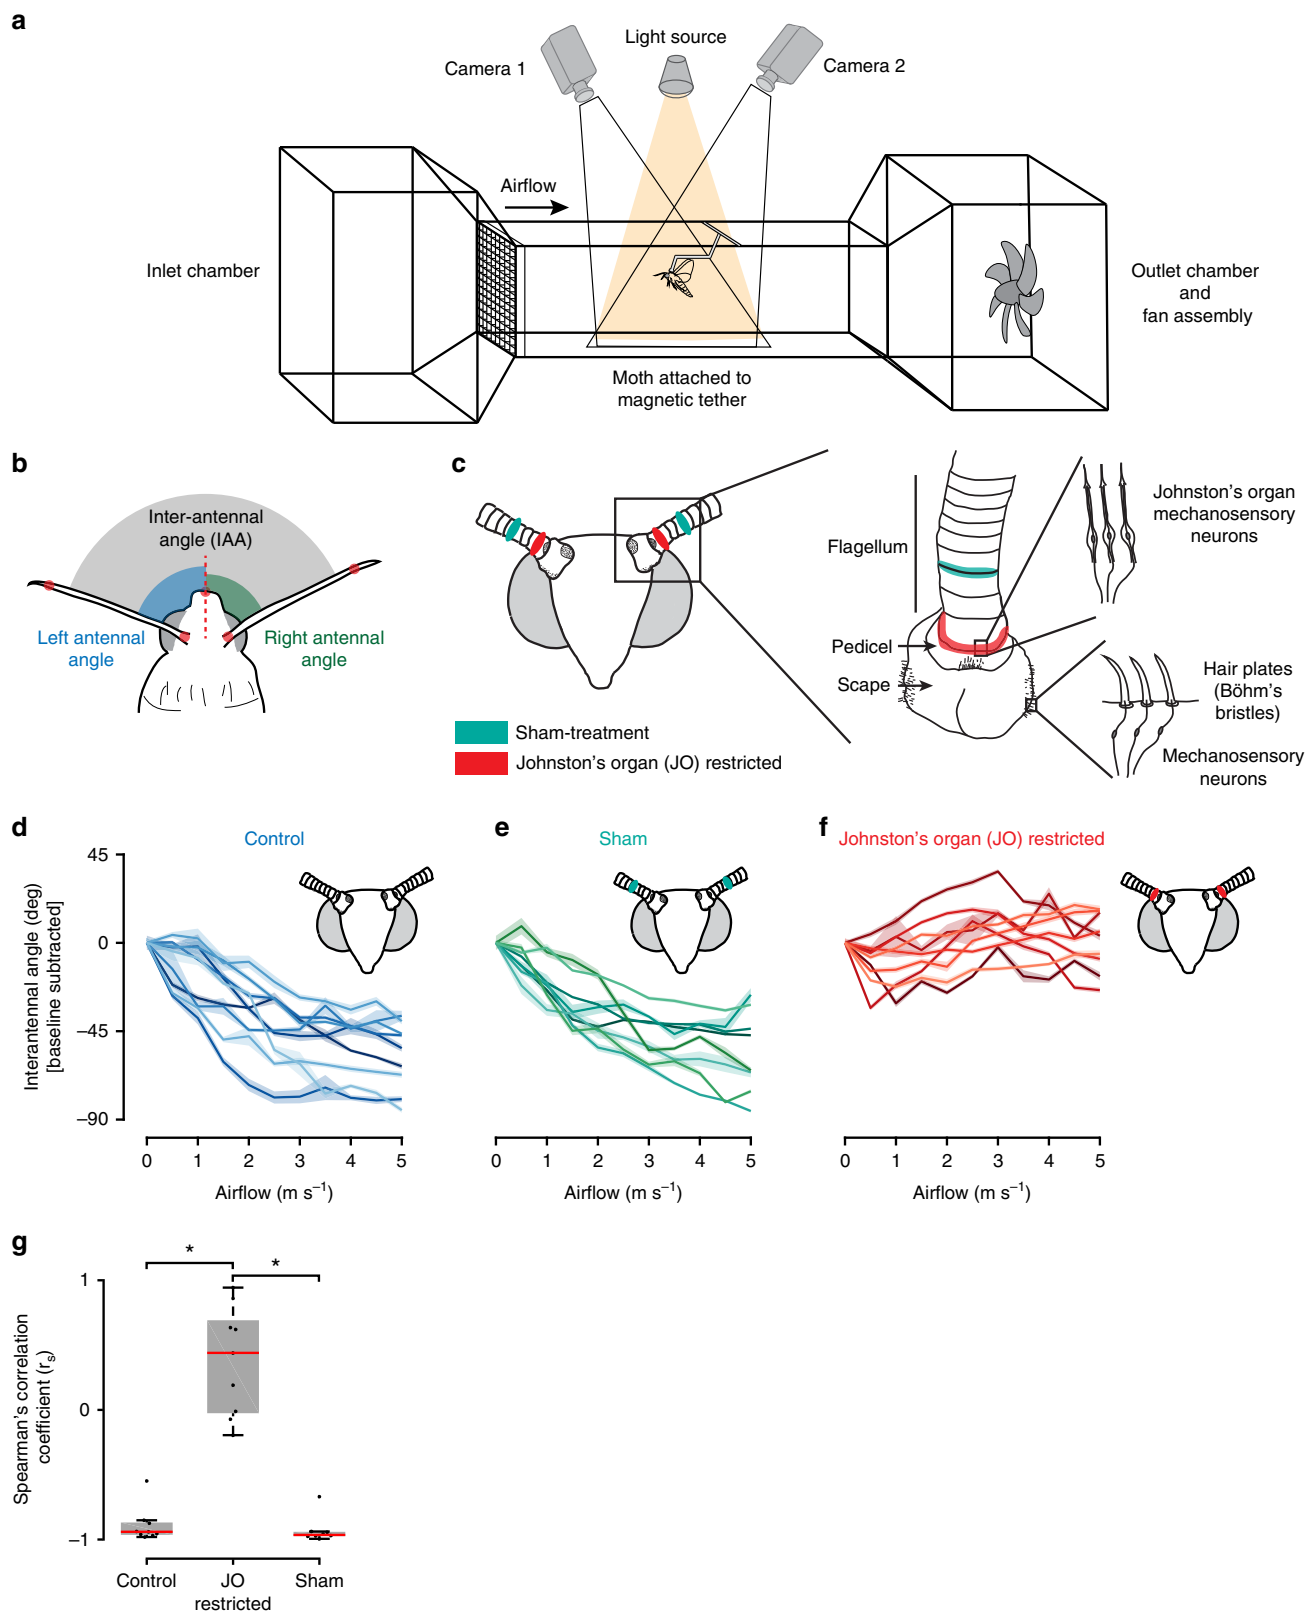 a
Light source
Camera 1
Camera 2
Airflow
Inlet chamber
Outlet chamber
and
fan assembly
Moth attached to
magnetic tether
b
Inter-antennal
angle (IAA)
Left antennal
angle
Right antennal
angle
c
Flagellum
Pedicel
Scape
Johnston's organ
mechanosensory
neurons
Hair plates
(Böhm's
bristles)
Mechanosensory
neurons
Sham-treatment
Johnston's organ (JO) restricted
d
Control
e
Sham
f
Johnston's organ (JO) restricted
Interantenal angle (deg)
[baseline subtracted]
45
0
–45
–90
0 1 2 3 4 5
Airflow (m s⁻¹)
0 1 2 3 4 5
Airflow (m s⁻¹)
0 1 2 3 4 5
Airflow (m s⁻¹)
g
Spearman's correlation
coefficient (rₛ)
1
0
–1
*
*
Control
JO
restricted
Sham